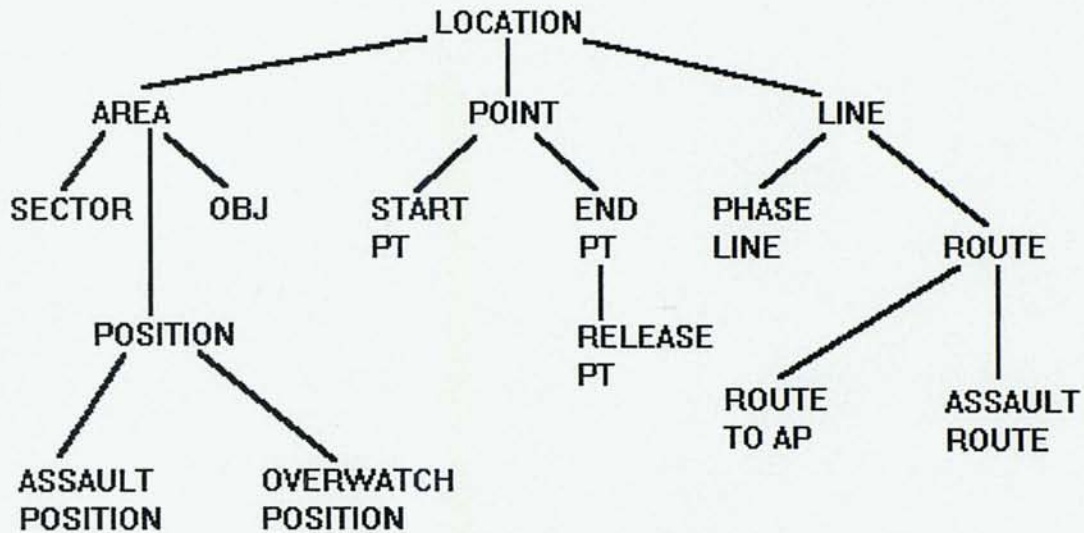 LOCATION
AREA
POINT
LINE
SECTOR
OBJ
START
PT
END
PT
PHASE
LINE
ROUTE
POSITION
RELEASE
PT
ROUTE
TO AP
ASSAULT
ROUTE
ASSAULT
POSITION
OVERWATCH
POSITION